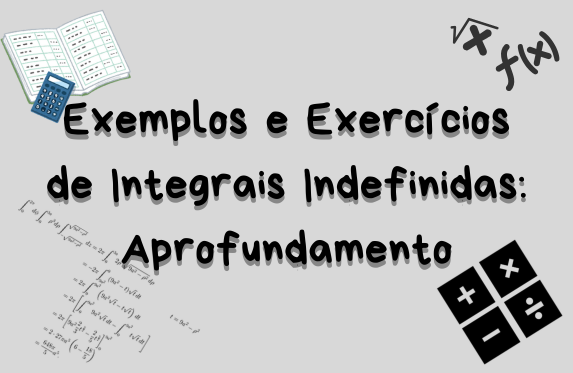 √x f(x)
Exemplos e Exercícios
de Integrais Indefinidas:
Aprofundamento